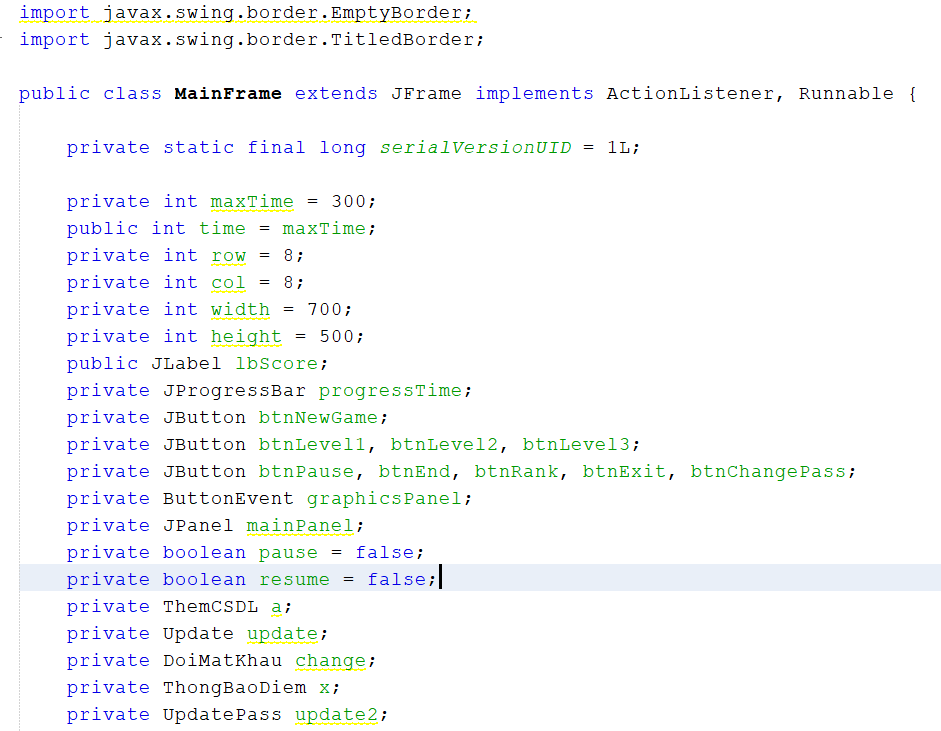 import javax.swing.border.EmptyBorder;
import javax.swing.border.TitledBorder;
public class MainFrame extends JFrame implements ActionListener, Runnable {
private static final long serialVersionUID = 1L;
private int maxTime = 300;
public int time = maxTime;
private int row = 8;
private int col = 8;
private int width = 700;
private int height = 500;
public JLabel lbScore;
private JProgressBar progressTime;
private JButton btnNewGame;
private JButton btnLevel1, btnLevel2, btnLevel3;
private JButton btnPause, btnEnd, btnRank, btnExit, btnChangePass;
private ButtonEvent graphicsPanel;
private JPanel mainPanel;
private boolean pause = false;
private boolean resume = false;
private ThemCSDL a;
private Update update;
private DoiMatKhau change;
private ThongBaoDiem x;
private UpdatePass update2;